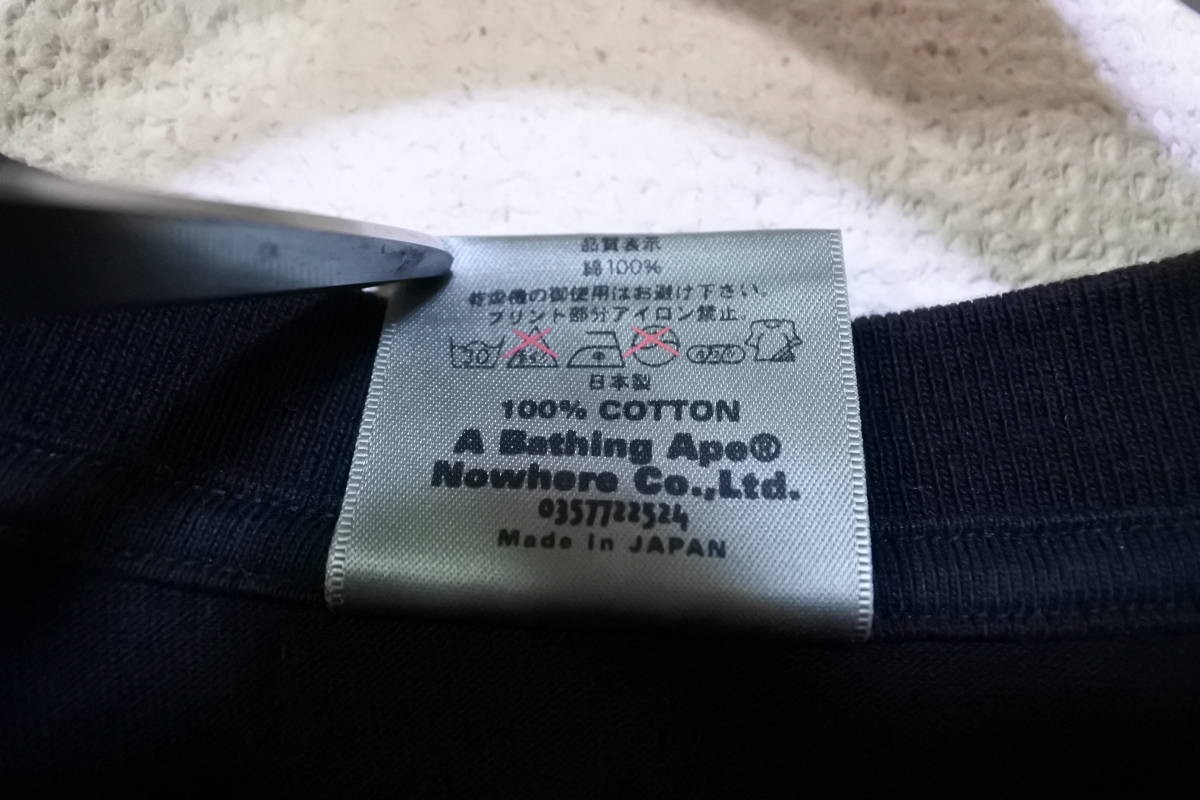 品質表示
綿100%
乾燥機の御使用はお避け下さい。
プリント部分アイロン禁止。
30
日本製
100% COTTON
A Bathing Ape®
Nowhere Co.,Ltd.
0357722524
Made In JAPAN